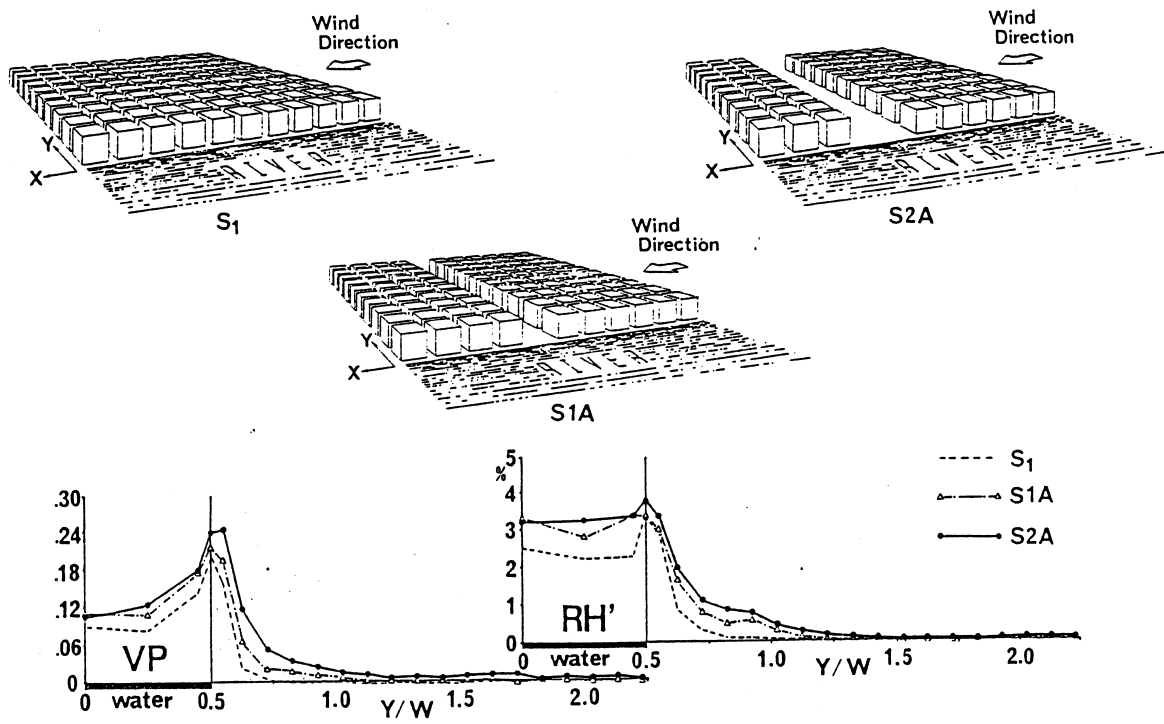 Wind
Direction
Y
X
RIVER
S1
Wind
Direction
RIVER
S2A
Y
X
Wind
Direction
Y
X
RIVER
S1A
.30
.24
.18
.12
.06
0
VP
0
water
0.5
1.0
Y/W
1.5
2.0
%
5
4
3
2
1
0
RH'
water
0.5
1.0
Y/W
1.5
2.0
S1
S1A
S2A